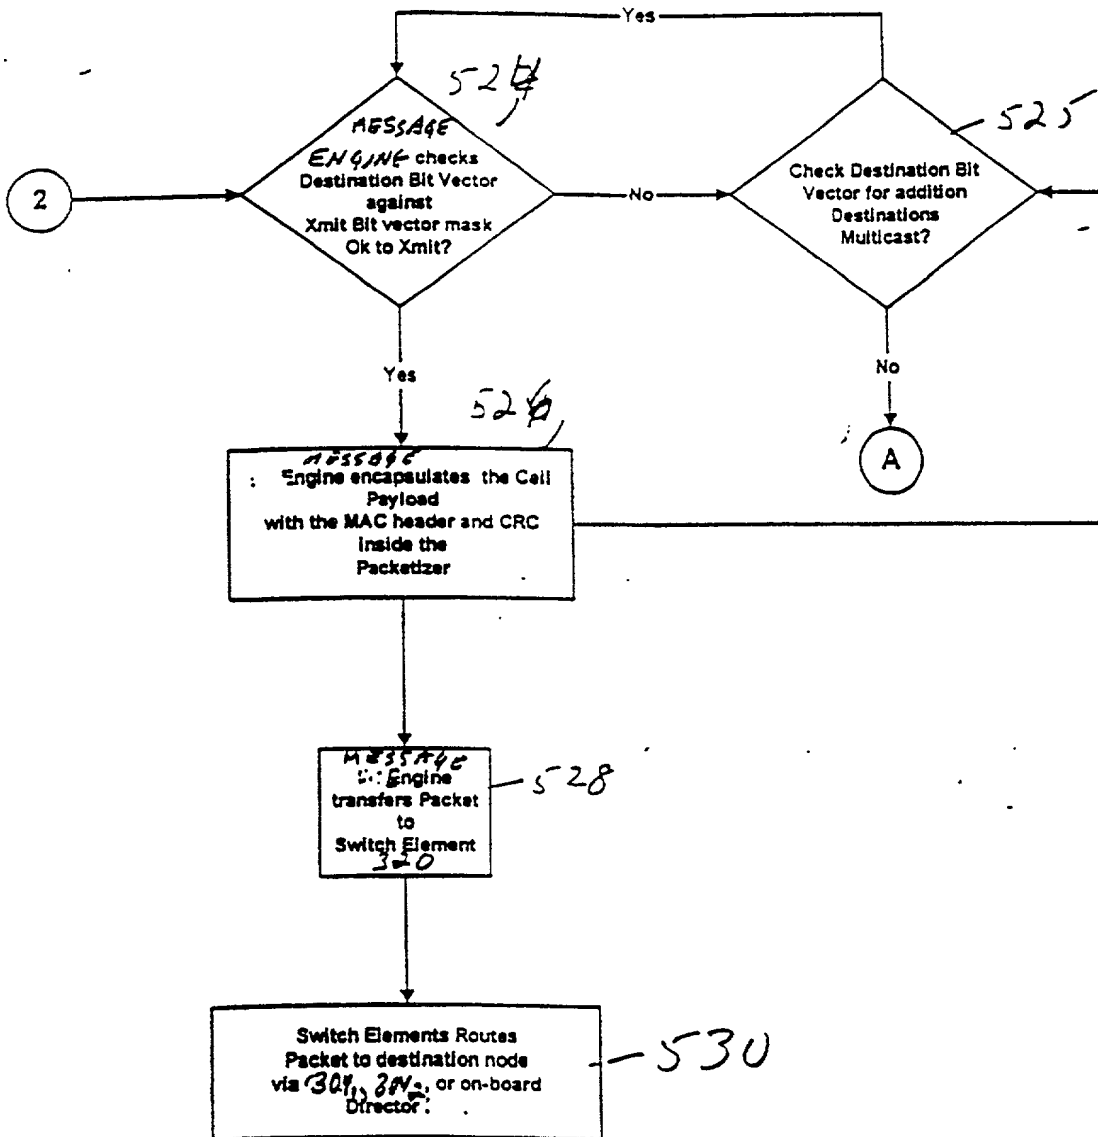 Yes
524
525
MESSAGE
ENGINE checks
Destination Bit Vector
against
Xmit Bit vector mask
Ok to Xmit?
2
No
Check Destination Bit
Vector for addition
Destinations
Multicast?
Yes
No
A
526
MESSAGE
Engine encapsulates the Cell
Payload
with the MAC header and CRC
inside the
Packetizer
MESSAGE
Engine
transfers Packet
to
Switch Element
320
528
Switch Elements Routes
Packet to destination node
via or on-board
Director
530